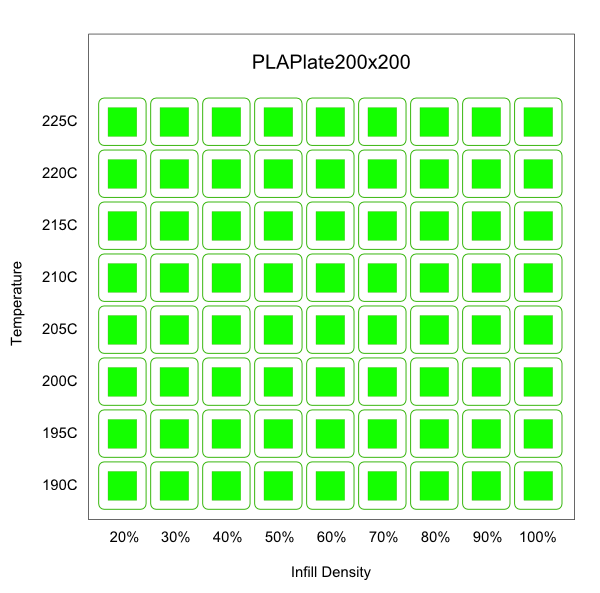 PLAPlate200x200
225C
220C
215C
210C
205C
200C
195C
190C
Temperature
20% 30% 40% 50% 60% 70% 80% 90% 100%
Infill Density